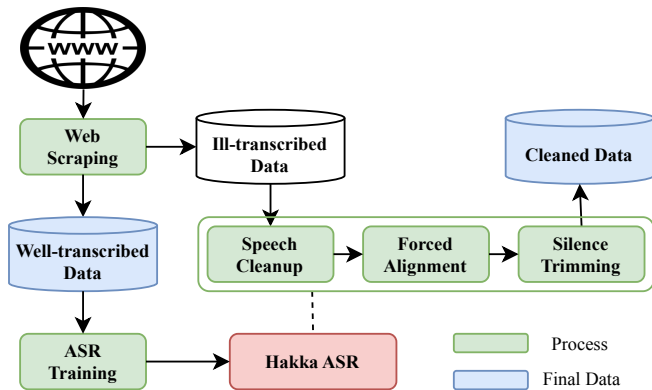 WWW
Web
Scraping
Ill-transcribed
Data
Cleaned Data
Well-transcribed
Data
Speech
Cleanup
Forced
Alignment
Silence
Trimming
ASR
Training
Hakka ASR
Process
Final Data